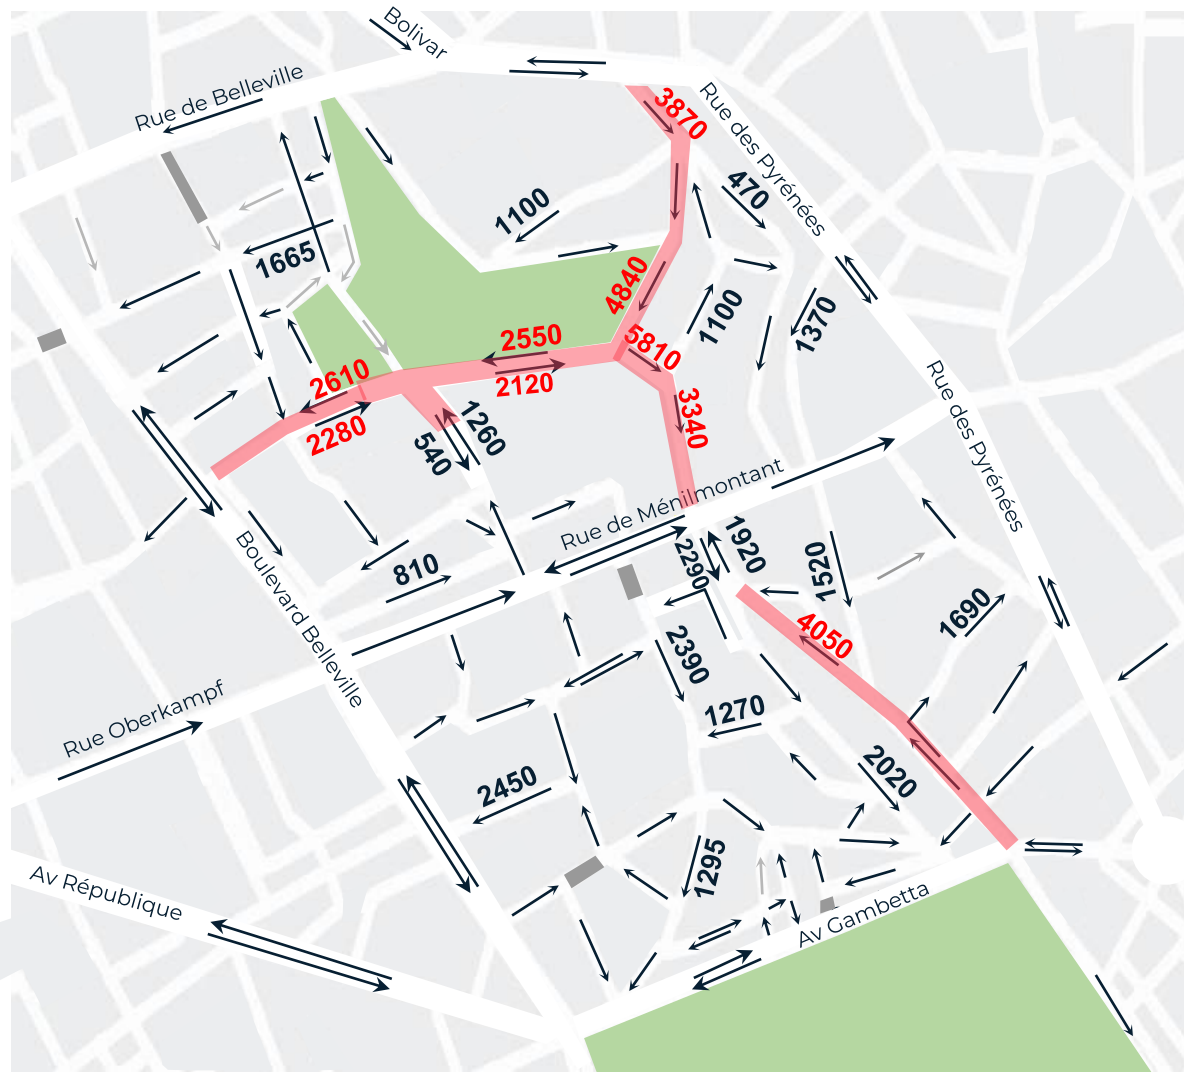 Bolivar
Rue de Belleville
3870
Rue des Pyrénées
470
1100
1665
4840
1100
1370
2550
5810
2610
2120
2280
3340
1260
540
Rue des Pyrénées
Rue de Ménilmontant
810
1920
2290
1520
Boulevard Belleville
1690
4050
2390
Rue Oberkampf
1270
2450
2020
1295
Av République
Av Gambetta